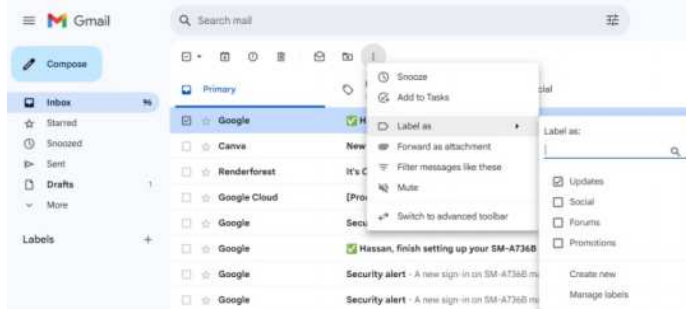 Gmail
Search mail
Compose
Inbox 96
Starred
Snoozed
Sent
Drafts 1
More
Labels
Primary
Google
Canva New
Renderforest It's
Google Cloud
Google
Google Hassan, finish setting up your SM-A736B
Google Security alert - A new sign-in on SM-A736B
Google Security alert - A new sign-in on SM-A736B
Snooze
Add to Tasks
Label as
Forward as attachment
Filter messages like these
Mute
Switch to advanced toolbar
Label as:
Updates
Social
Forums
Promotions
Create new
Manage labels